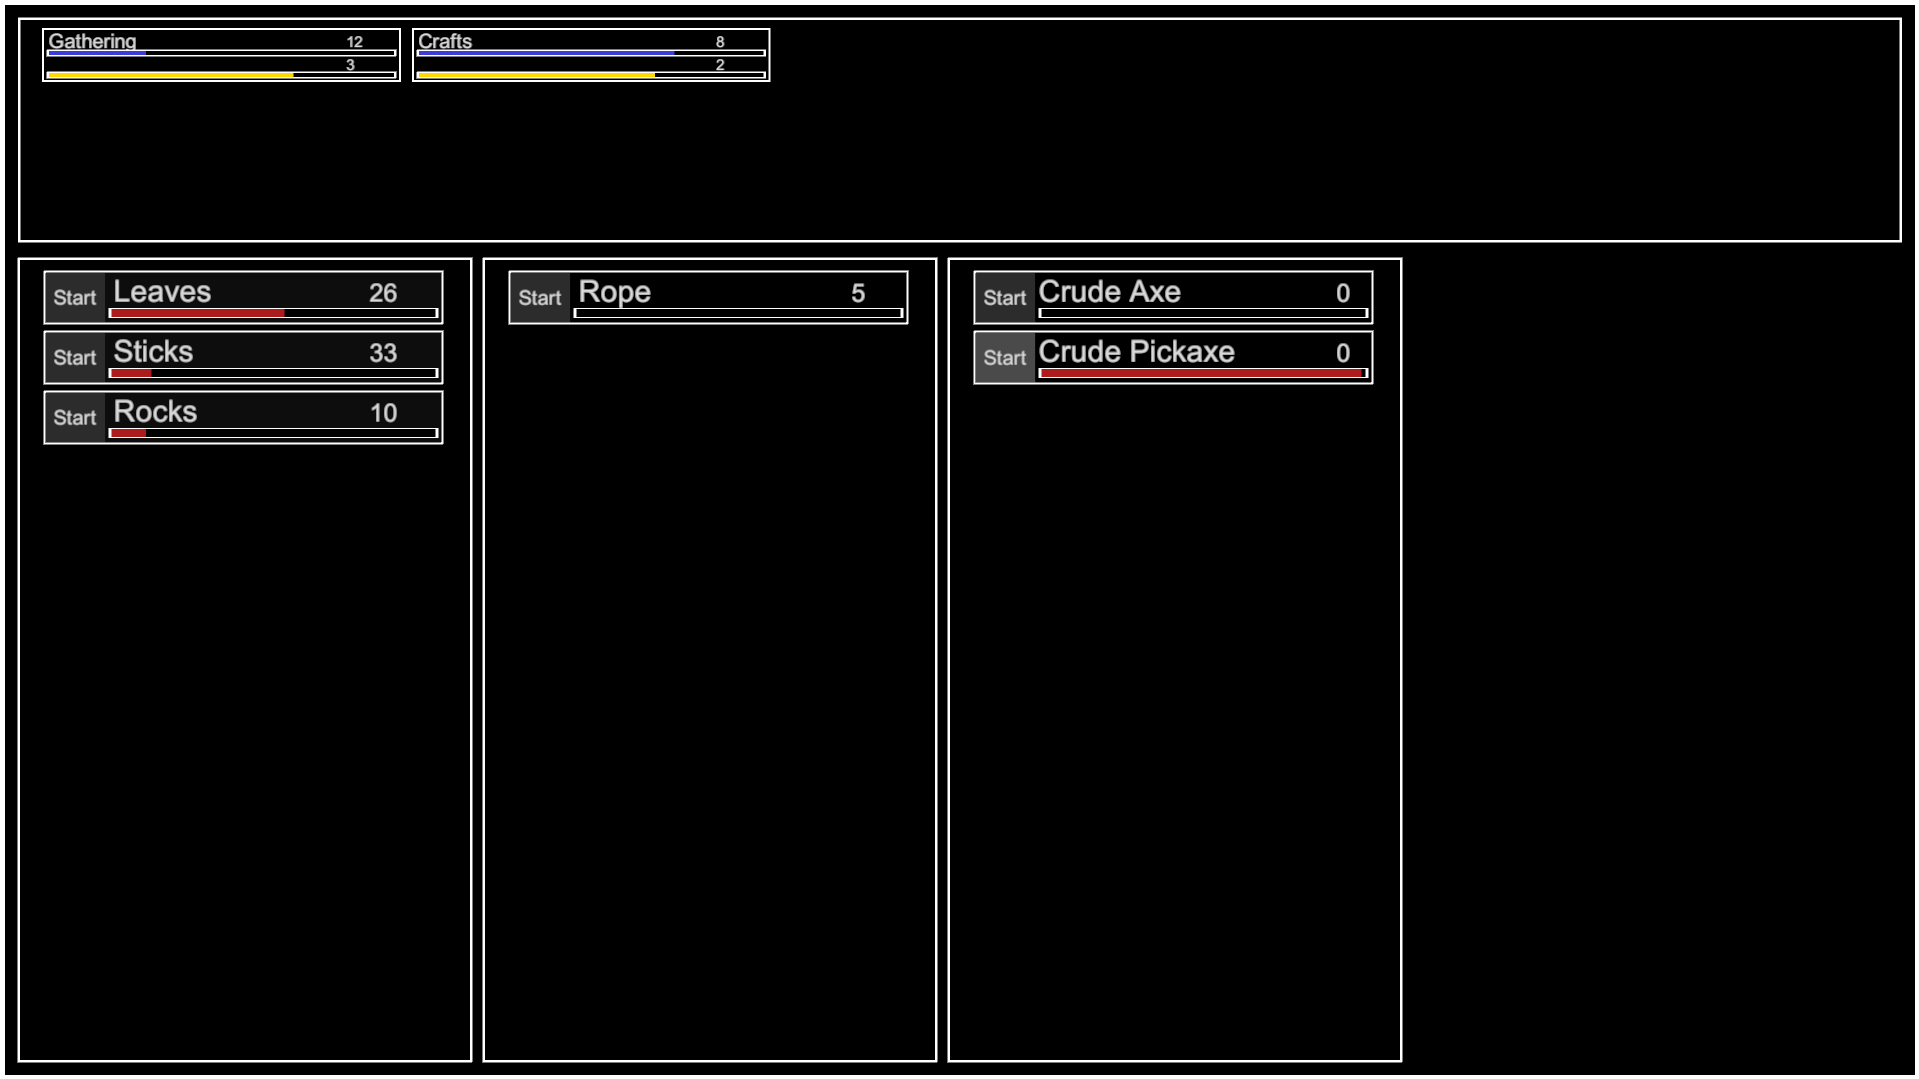 Gathering 12
3
Crafts 8
2
Start Leaves 26
Start Sticks 33
Start Rocks 10
Start Rope 5
Start Crude Axe 0
Start Crude Pickaxe 0